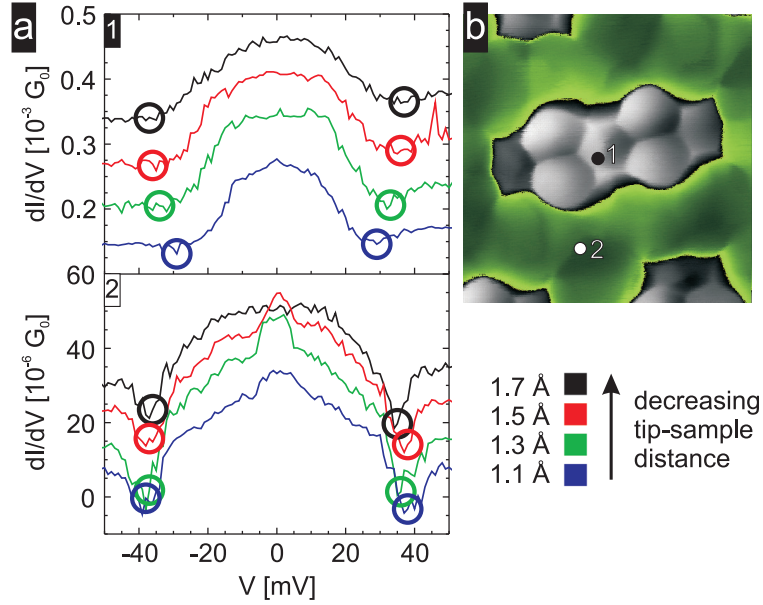 a
1
0.5
0.4
0.3
0.2
dI/dV [10⁻³ G₀]
2
60
40
20
0
dI/dV [10⁻⁶ G₀]
-40 -20 0 20 40
V [mV]
b
1
2
1.7 Å
1.5 Å
1.3 Å
1.1 Å
decreasing
tip-sample
distance